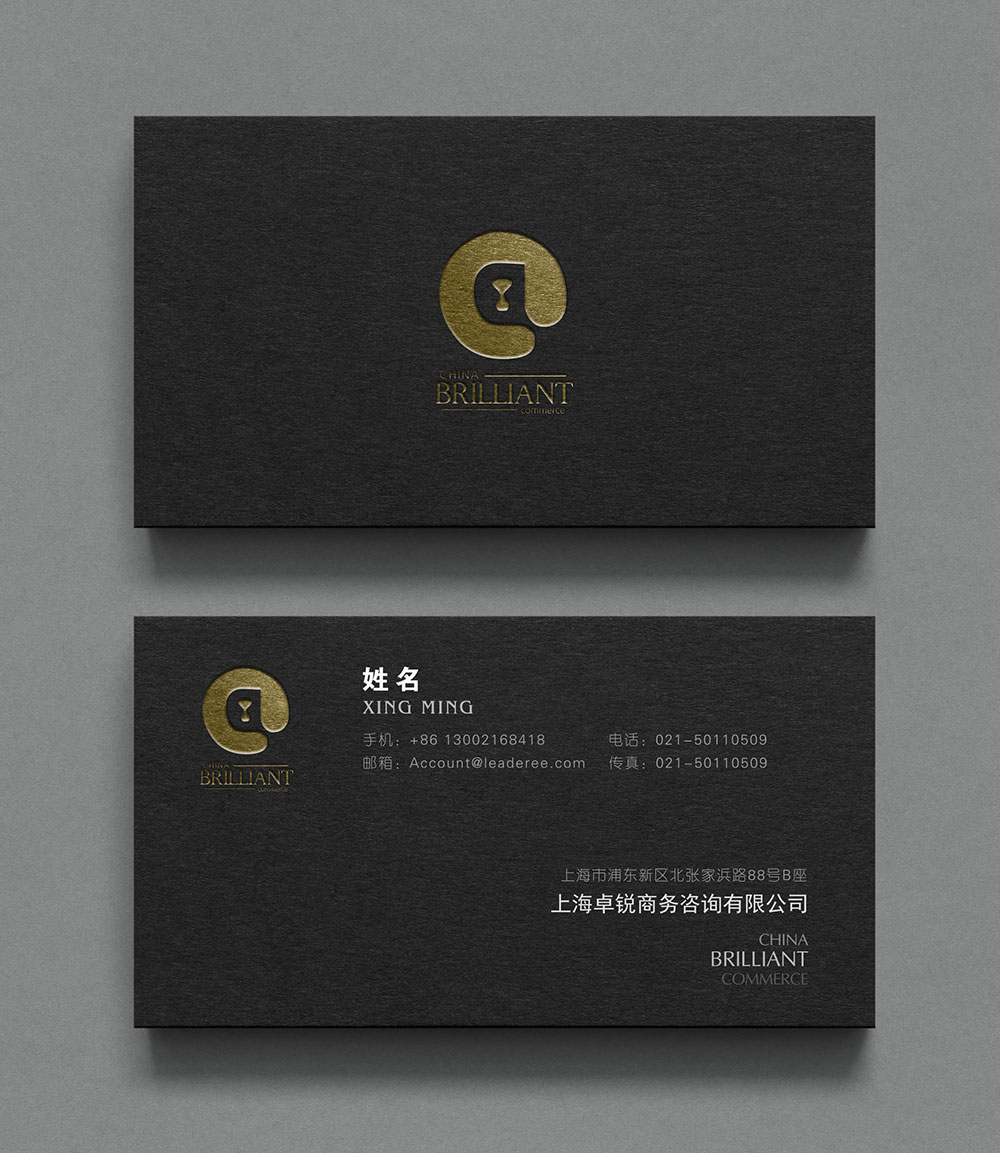 CHINA
BRILLIANT
commerce
CHINA
BRILLIANT
commerce
姓名
XING MING
手机：+86 13002168418 电话：021-50110509
邮箱：Account@leaderee.com 传真：021-50110509
上海市浦东新区北张家浜路88号B座
上海卓锐商务咨询有限公司
CHINA
BRILLIANT
COMMERCE